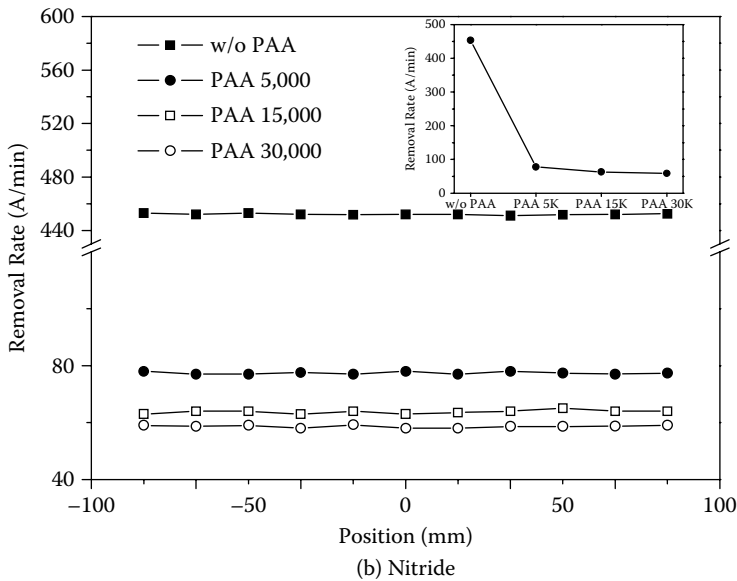 600
560
520
480
440
80
40
Removal Rate (A/min)
w/o PAA
PAA 5,000
PAA 15,000
PAA 30,000
500
400
300
200
100
0
Removal Rate (A/min)
w/o PAA PAA 5K PAA 15K PAA 30K
−100 −50 0 50 100
Position (mm)
(b) Nitride